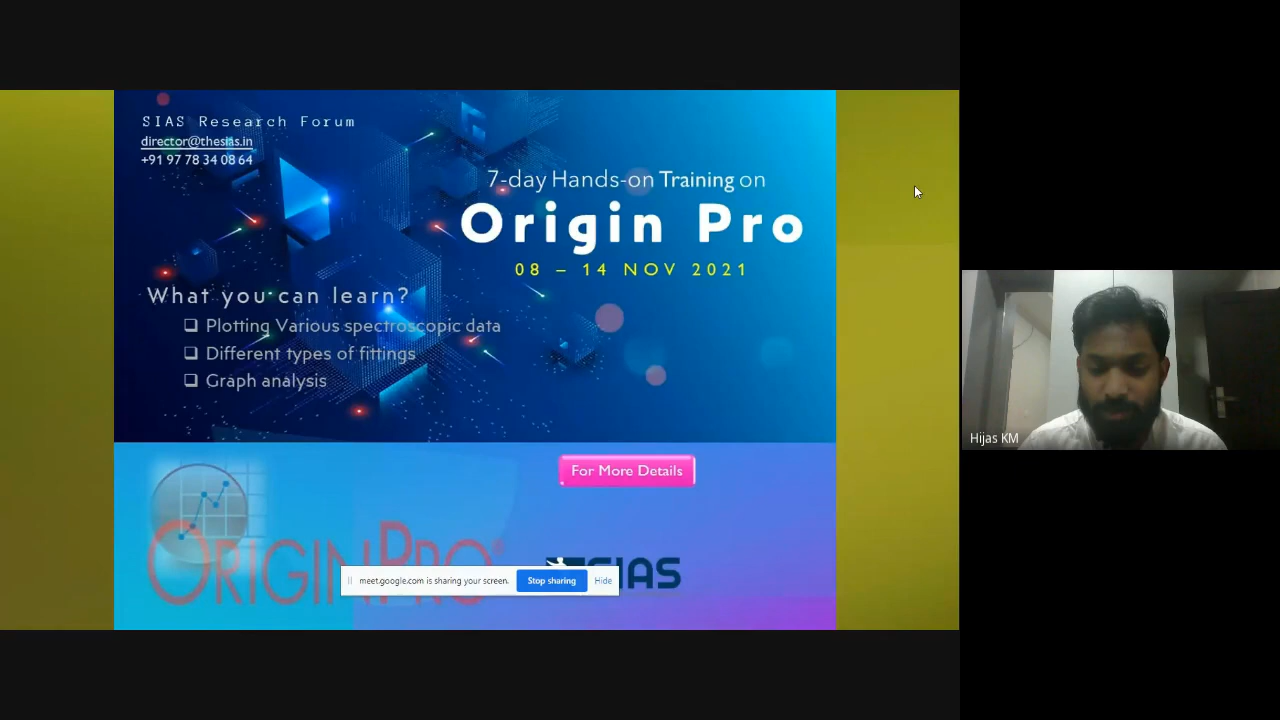 SIAS Research Forum
director@thesias.in
+91 97 78 34 08 64
7-day Hands-on Training on
Origin Pro
08 – 14 NOV 2021
What you can learn?
❑ Plotting Various spectroscopic data
❑ Different types of fittings
❑ Graph analysis
For More Details
ORIGINPRO®
SIAS
meet.google.com is sharing your screen.
Stop sharing
Hide
Hijas KM